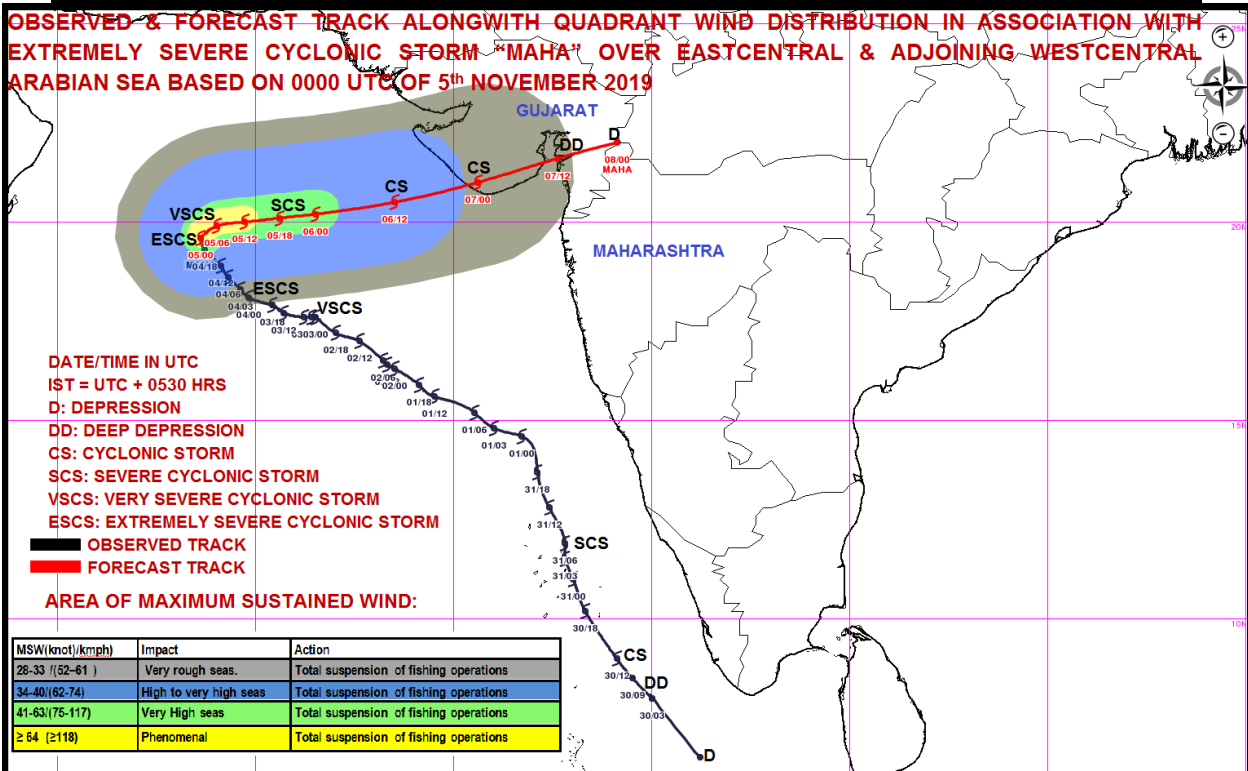 OBSERVED & FORECAST TRACK ALONGWITH QUADRANT WIND DISTRIBUTION IN ASSOCIATION WITH
EXTREMELY SEVERE CYCLONIC STORM “MAHA” OVER EASTCENTRAL & ADJOINING WESTCENTRAL
ARABIAN SEA BASED ON 0000 UTC OF 5th NOVEMBER 2019
25N
GUJARAT
D
DD
08/00
MAHA
07/12
CS
07/00
CS
06/12
SCS
06/00
05/18
05/12
VSCS
05/06
ESCS
05/00
20N
MAHARASHTRA
04/18
04/12
04/06
04/03
04/00
ESCS
03/18
03/12
03/00
VSCS
02/18
02/12
02/06
02/00
01/18
01/12
01/06
01/03
01/00
15N
31/18
31/12
SCS
31/06
31/03
31/00
30/18
10N
CS
30/12
DD
30/09
30/03
D
DATE/TIME IN UTC
IST = UTC + 0530 HRS
D: DEPRESSION
DD: DEEP DEPRESSION
CS: CYCLONIC STORM
SCS: SEVERE CYCLONIC STORM
VSCS: VERY SEVERE CYCLONIC STORM
ESCS: EXTREMELY SEVERE CYCLONIC STORM
OBSERVED TRACK
FORECAST TRACK
AREA OF MAXIMUM SUSTAINED WIND:
MSW(knot)/kmph) Impact Action
28-33 /(52–61 ) Very rough seas. Total suspension of fishing operations
34-40/(62-74) High to very high seas Total suspension of fishing operations
41-63/(75-117) Very High seas Total suspension of fishing operations
≥ 64 (≥118) Phenomenal Total suspension of fishing operations